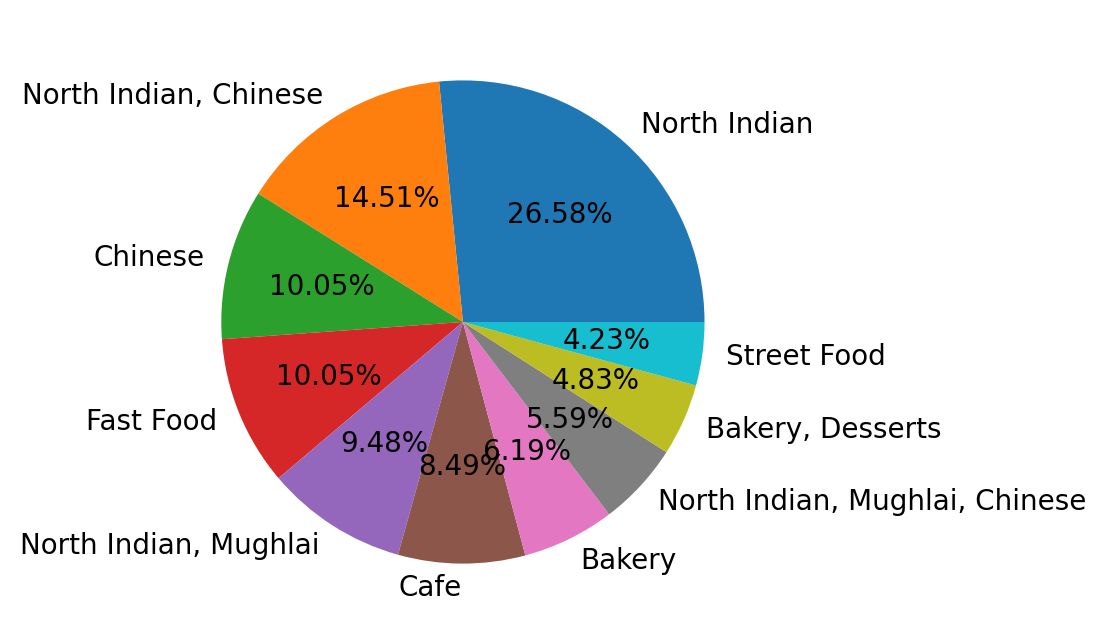 North Indian, Chinese
North Indian
14.51%
26.58%
Chinese
10.05%
4.23%
Street Food
10.05%
4.83%
Fast Food
5.59%
Bakery, Desserts
9.48%
6.19%
8.49%
North Indian, Mughlai, Chinese
North Indian, Mughlai
Bakery
Cafe